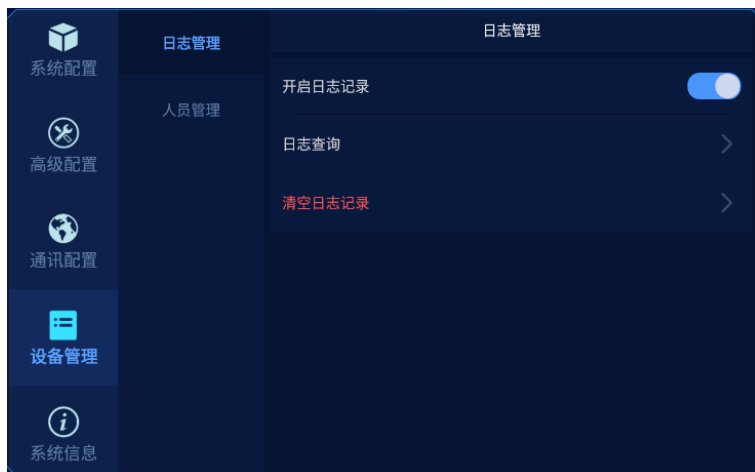 系统配置
高级配置
通讯配置
设备管理
系统信息
日志管理
人员管理
日志管理
开启日志记录
日志查询
清空日志记录